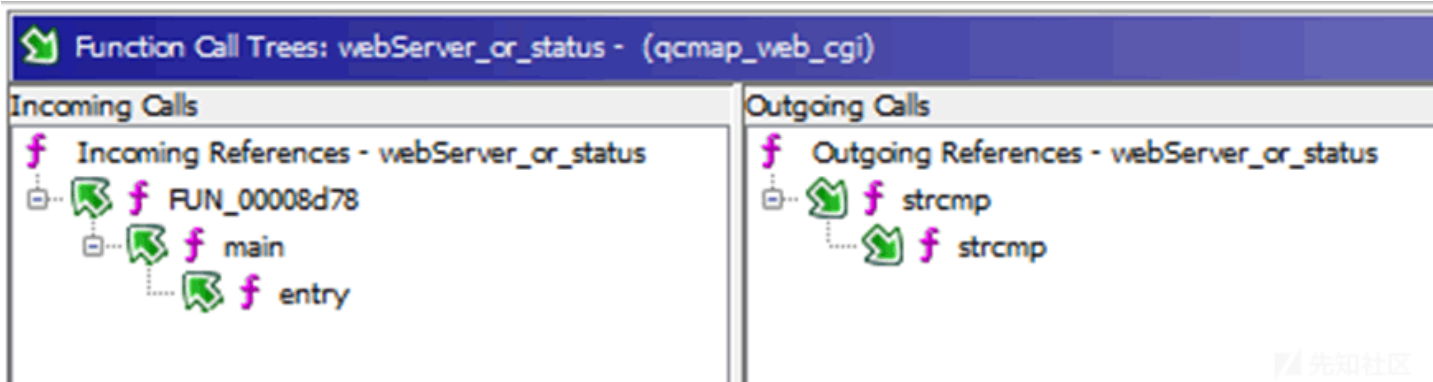 Function Call Trees: webServer_or_status - (qcmap_web_cgi)
Incoming Calls
Incoming References - webServer_or_status
FUN_00008d78
main
entry
Outgoing Calls
Outgoing References - webServer_or_status
strcmp
strcmp
先知社区